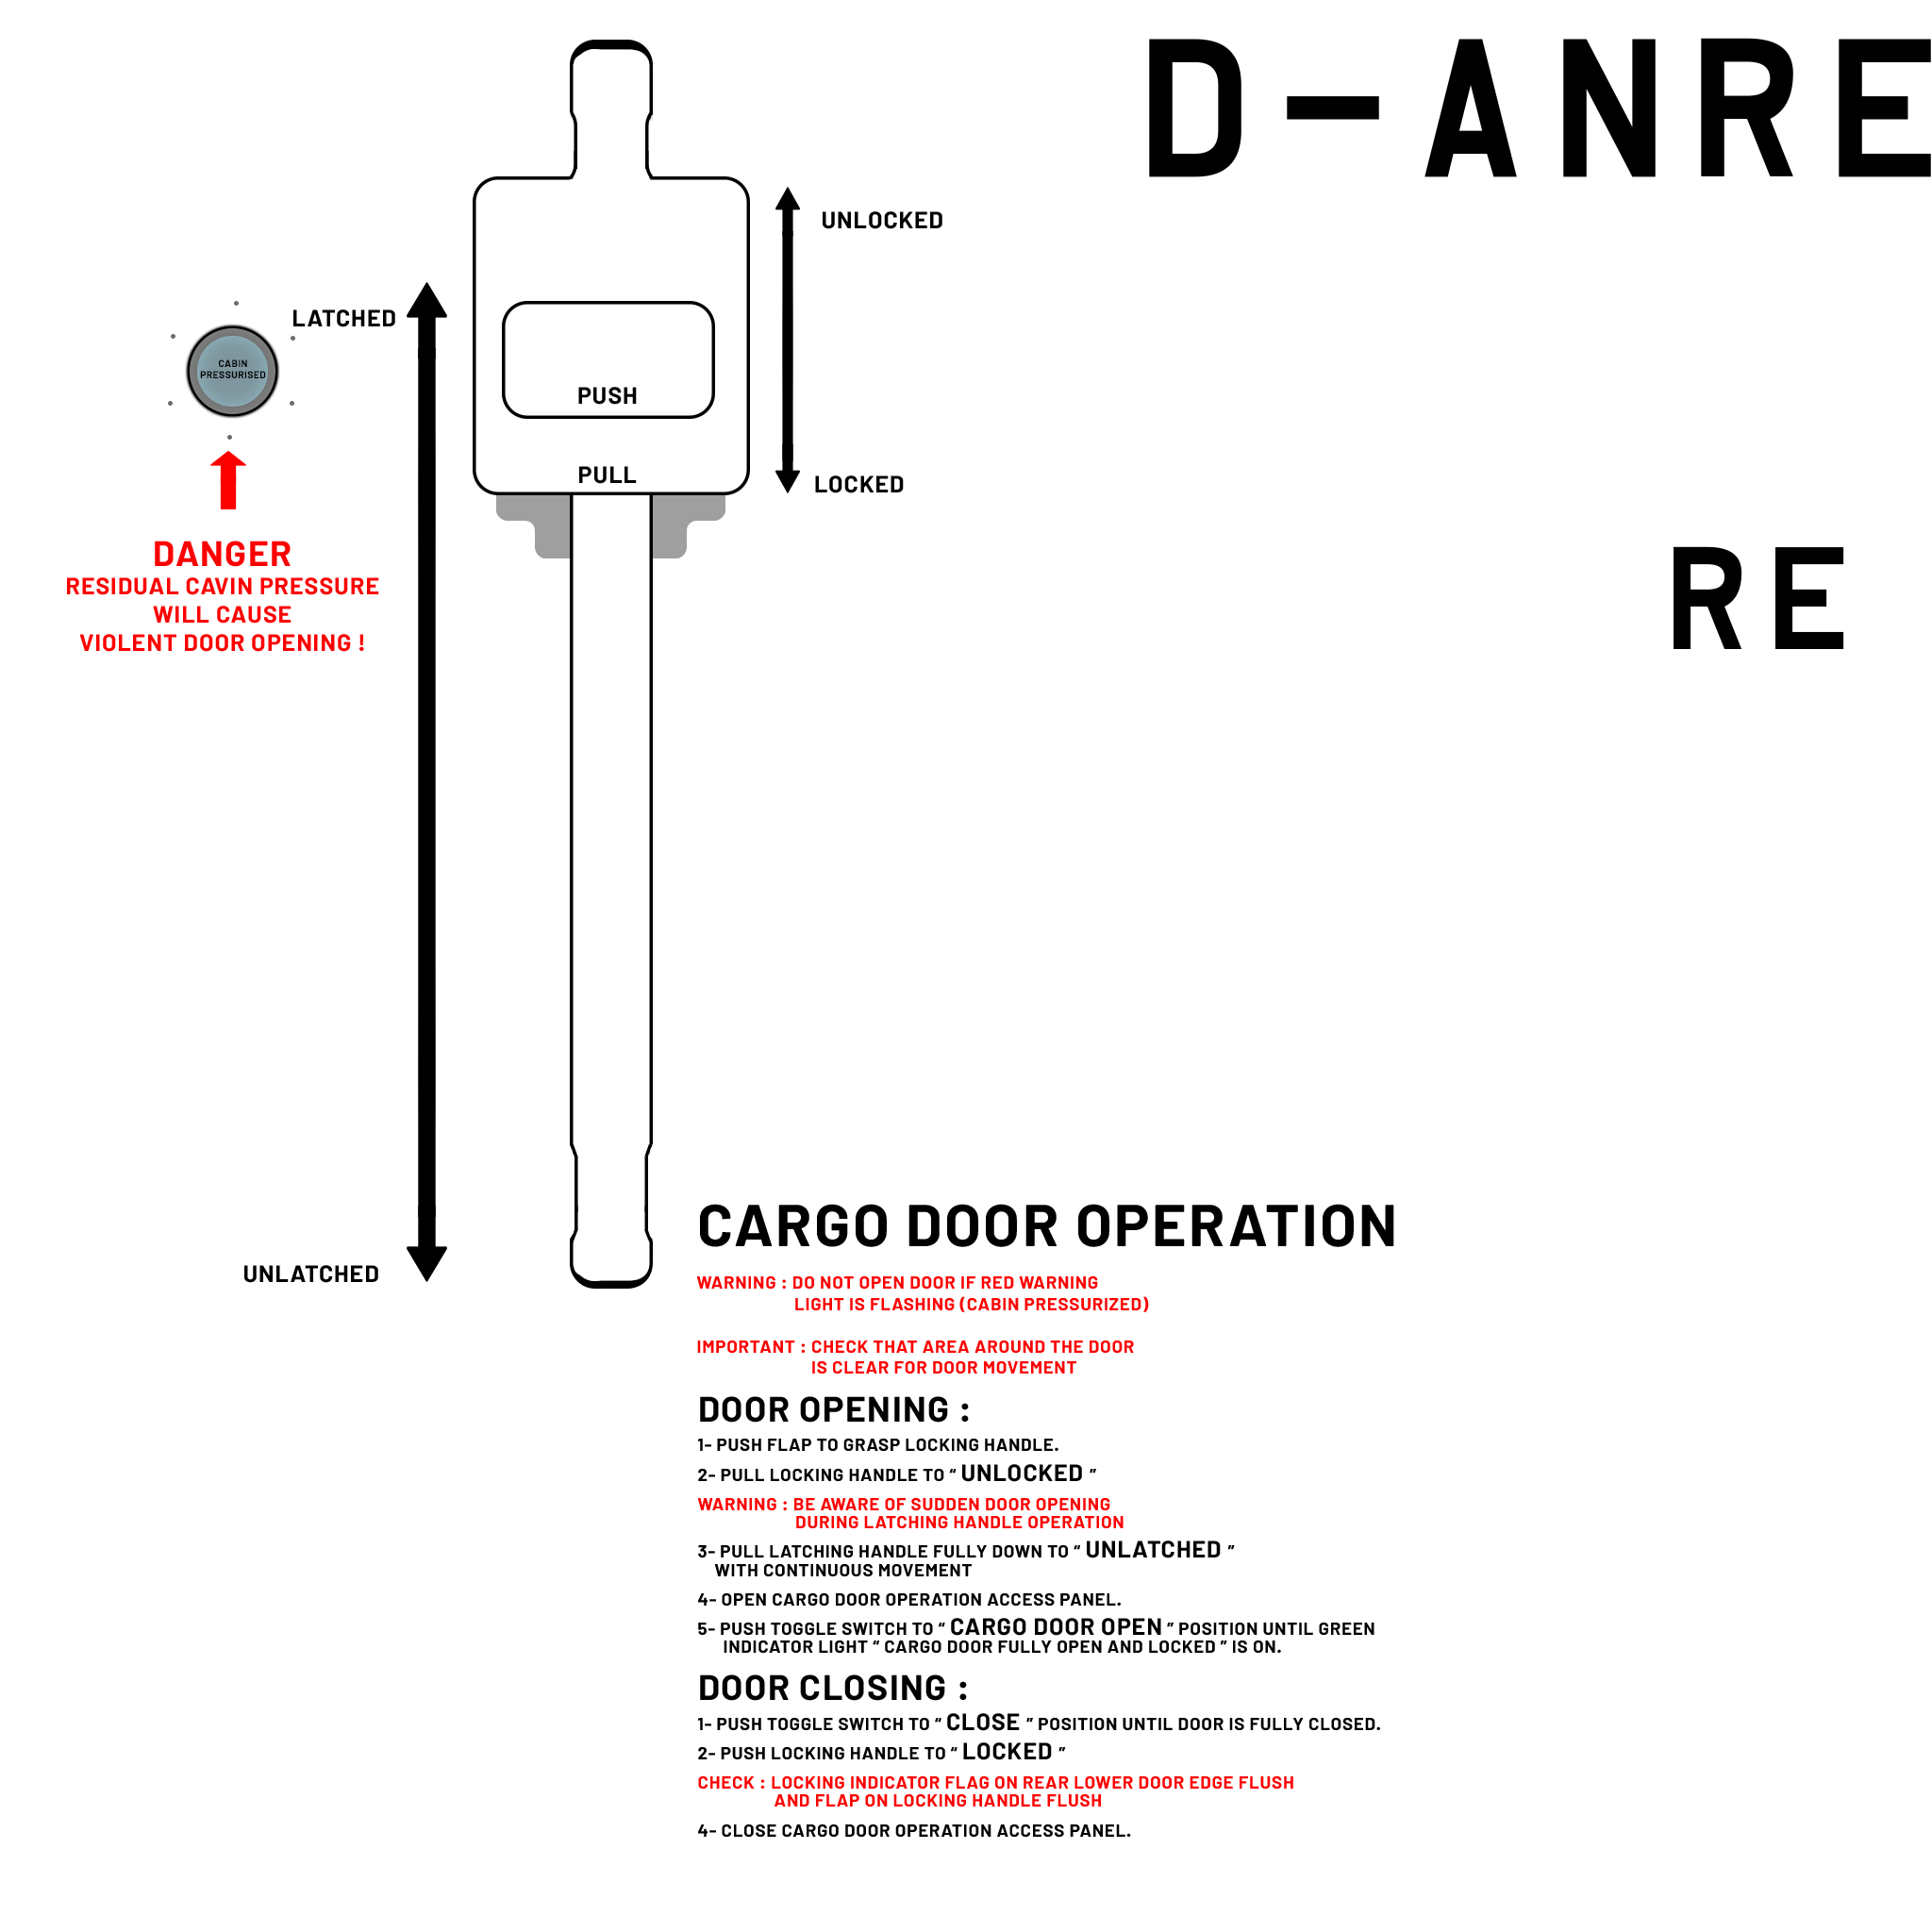 D-ANRE
UNLOCKED
LATCHED
CABIN
PRESSURISED
PUSH
PULL
LOCKED
DANGER
RESIDUAL CAVIN PRESSURE
WILL CAUSE
VIOLENT DOOR OPENING !
RE
UNLATCHED
CARGO DOOR OPERATION
WARNING : DO NOT OPEN DOOR IF RED WARNING
LIGHT IS FLASHING (CABIN PRESSURIZED)
IMPORTANT : CHECK THAT AREA AROUND THE DOOR
IS CLEAR FOR DOOR MOVEMENT
DOOR OPENING :
1- PUSH FLAP TO GRASP LOCKING HANDLE.
2- PULL LOCKING HANDLE TO “ UNLOCKED ”
WARNING : BE AWARE OF SUDDEN DOOR OPENING
DURING LATCHING HANDLE OPERATION
3- PULL LATCHING HANDLE FULLY DOWN TO “ UNLATCHED ”
WITH CONTINUOUS MOVEMENT
4- OPEN CARGO DOOR OPERATION ACCESS PANEL.
5- PUSH TOGGLE SWITCH TO “ CARGO DOOR OPEN ” POSITION UNTIL GREEN
INDICATOR LIGHT “ CARGO DOOR FULLY OPEN AND LOCKED ” IS ON.
DOOR CLOSING :
1- PUSH TOGGLE SWITCH TO “ CLOSE ” POSITION UNTIL DOOR IS FULLY CLOSED.
2- PUSH LOCKING HANDLE TO “ LOCKED ”
CHECK : LOCKING INDICATOR FLAG ON REAR LOWER DOOR EDGE FLUSH
AND FLAP ON LOCKING HANDLE FLUSH
4- CLOSE CARGO DOOR OPERATION ACCESS PANEL.